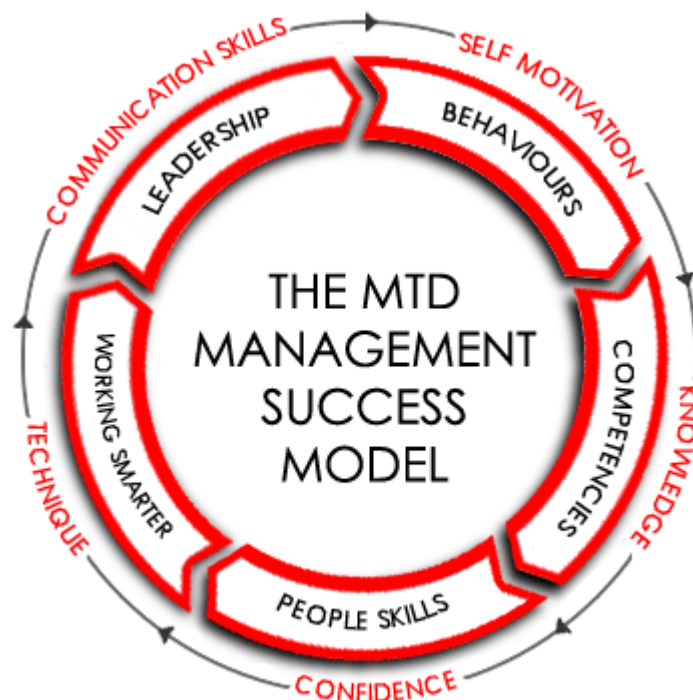 COMMUNICATION SKILLS
SELF MOTIVATION
LEADERSHIP
BEHAVIOURS
THE MTD
MANAGEMENT
SUCCESS
MODEL
WORKING SMARTER
COMPETENCIES
TECHNIQUE
KNOWLEDGE
PEOPLE SKILLS
CONFIDENCE